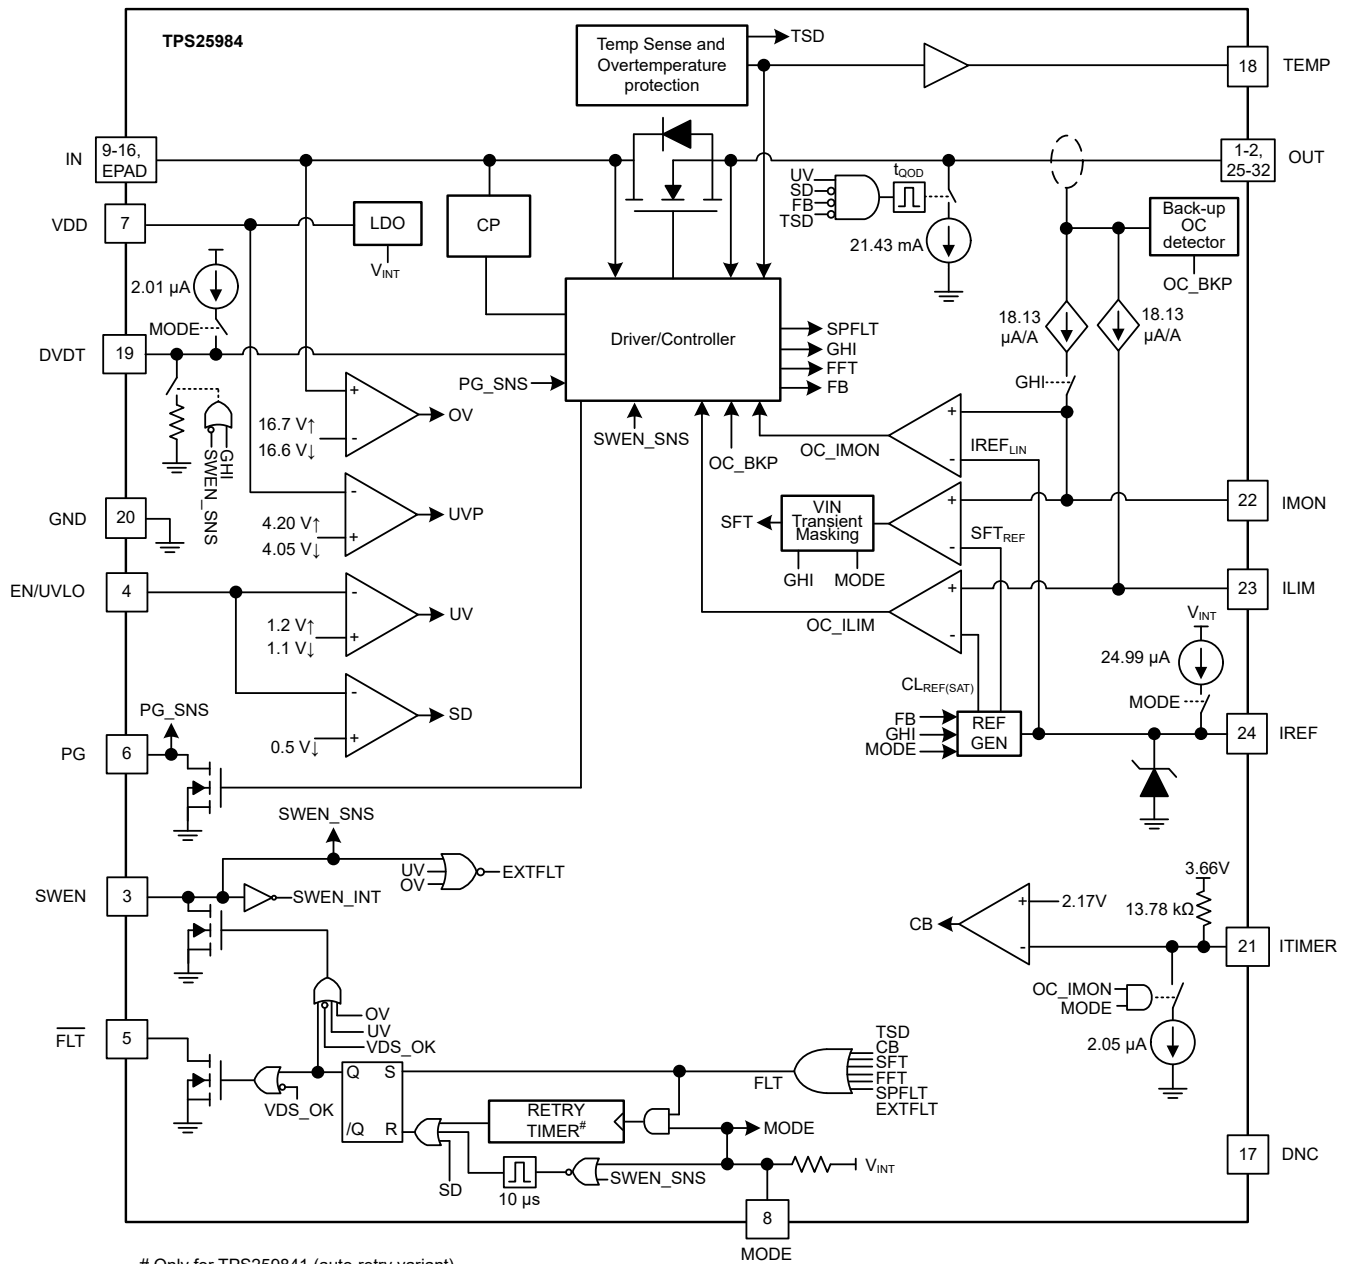 TPS25984
Temp Sense and
Overtemperature
protection
TSD
18
TEMP
IN
9-16,
EPAD
1-2,
25-32
OUT
VDD
7
LDO
VINT
CP
UV
SD
FB
TSD
tQOD
21.43 mA
Back-up
OC
detector
OC_BKP
2.01 µA
MODE
DVDT
19
18.13
µA/A
18.13
µA/A
GHI
Driver/Controller
SPFLT
GHI
FFT
FB
PG_SNS
SWEN_SNS
OC_BKP
OC_IMON
+
-
IREFLIN
SWEN_SNS
GHI
+
-
16.7 V↑
16.6 V↓
OV
GND
20
-
+
4.20 V↑
4.05 V↓
UVP
SFT
VIN
Transient
Masking
GHI
MODE
+
-
SFTREF
22
IMON
EN/UVLO
4
-
+
1.2 V↑
1.1 V↓
UV
OC_ILIM
+
-
23
ILIM
-
+
0.5 V↓
SD
CLREF(SAT)
VINT
24.99 µA
MODE
FB
GHI
MODE
REF
GEN
24
IREF
PG_SNS
PG
6
SWEN_SNS
UV
OV
EXTFLT
SWEN
3
SWEN_INT
3.66V
13.78 kΩ
CB
+
-
2.17V
21
ITIMER
OC_IMON
MODE
2.05 µA
OV
UV
VDS_OK
FLT
5
VDS_OK
Q
S
/Q
R
FLT
TSD
CB
SFT
FFT
SPFLT
EXTFLT
RETRY
TIMER#
MODE
17
DNC
SD
10 µs
SWEN_SNS
VINT
8
MODE
# Only for TPS259841 (auto-retry variant)